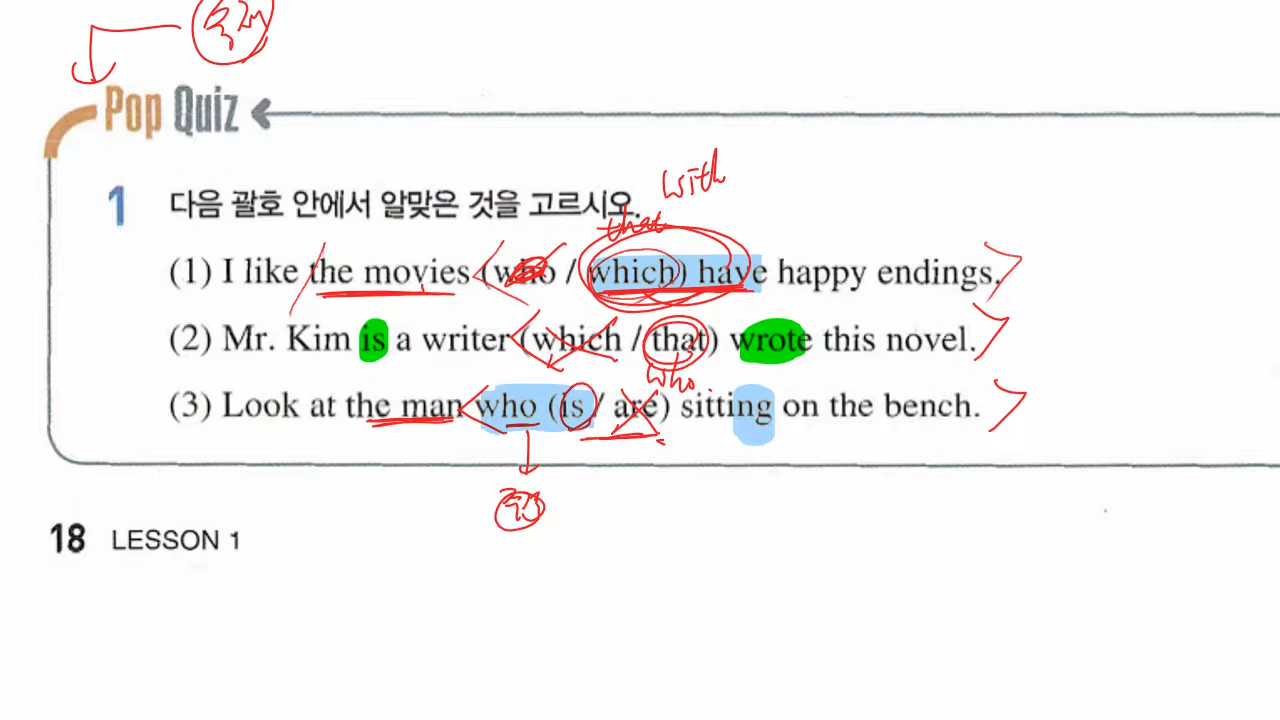 주격
Pop Quiz
1 다음 괄호 안에서 알맞은 것을 고르시오.
with
that
(1) I like the movies (who / which) have happy endings.
(2) Mr. Kim is a writer (which / that) wrote this novel.
who
(3) Look at the man who (is / are) sitting on the bench.
18 LESSON 1